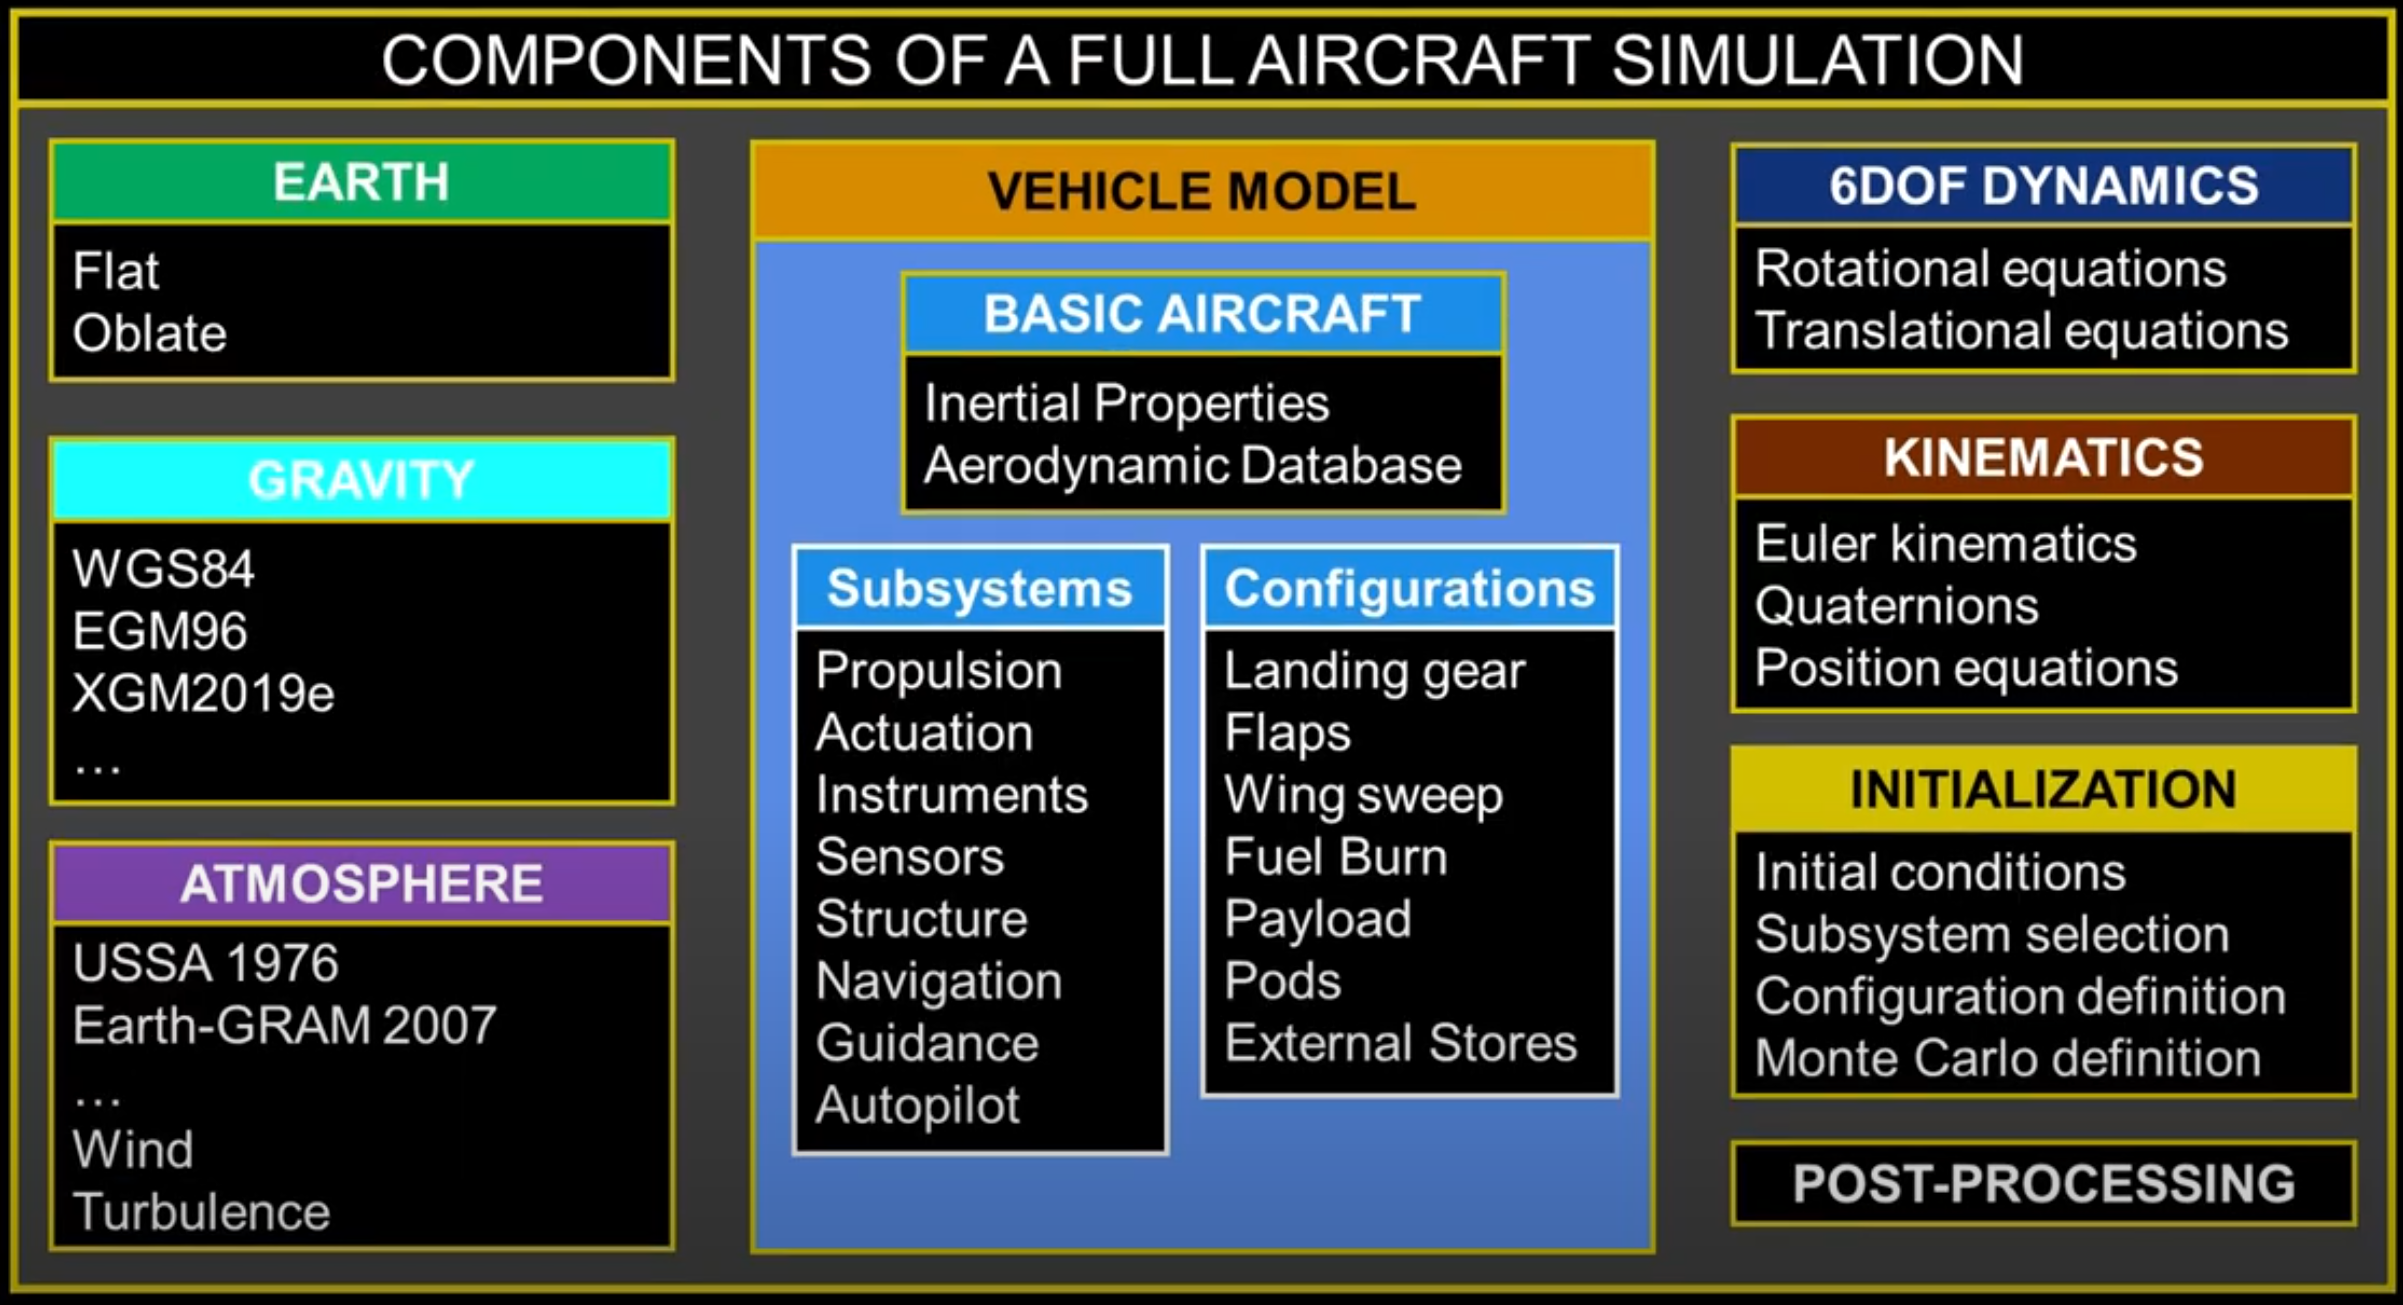 COMPONENTS OF A FULL AIRCRAFT SIMULATION
EARTH
Flat
Oblate
GRAVITY
WGS84
EGM96
XGM2019e
…
ATMOSPHERE
USSA 1976
Earth-GRAM 2007
…
Wind
Turbulence
VEHICLE MODEL
BASIC AIRCRAFT
Inertial Properties
Aerodynamic Database
Subsystems
Propulsion
Actuation
Instruments
Sensors
Structure
Navigation
Guidance
Autopilot
Configurations
Landing gear
Flaps
Wing sweep
Fuel Burn
Payload
Pods
External Stores
6DOF DYNAMICS
Rotational equations
Translational equations
KINEMATICS
Euler kinematics
Quaternions
Position equations
INITIALIZATION
Initial conditions
Subsystem selection
Configuration definition
Monte Carlo definition
POST-PROCESSING